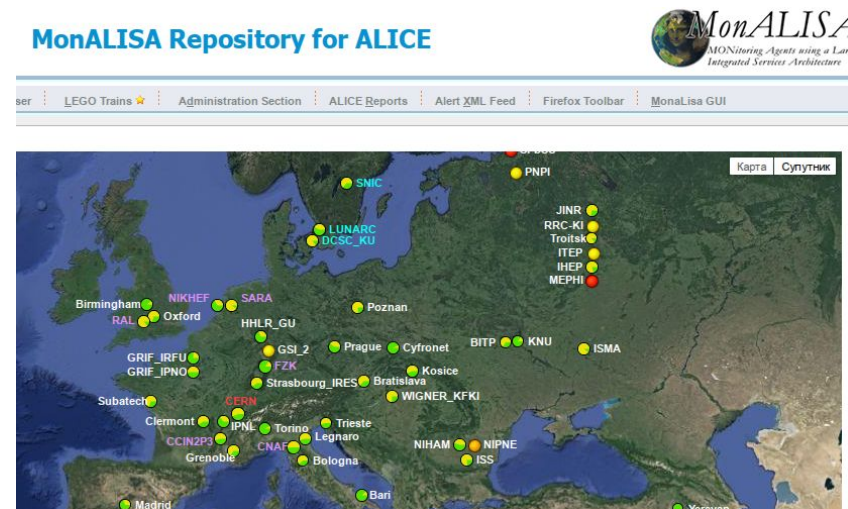 MonALISA Repository for ALICE
MonALISA
MONitoring Agents using a Lar
Integrated Services Architecture
ser
LEGO Trains
Administration Section
ALICE Reports
Alert XML Feed
Firefox Toolbar
MonaLisa GUI
Карта
Супутник
PNPI
SNIC
JINR
RRC-KI
LUNARC
DCSC_KU
Troitsk
ITEP
IHEP
MEPHI
NIKHEF
SARA
Birmingham
Oxford
RAL
Poznan
HHLR_GU
BITP
KNU
GSI_2
Prague
Cyfronet
ISMA
GRIF_IRFU
FZK
GRIF_IPNO
Kosice
Strasbourg_IRES
Bratislava
WIGNER_KFKI
Subatech
CERN
Clermont
IPNL
Torino
Trieste
CCIN2P3
CNAF
Legnaro
NIHAM
NIPNE
Grenoble
Bologna
ISS
Bari
Madrid
Yerevan